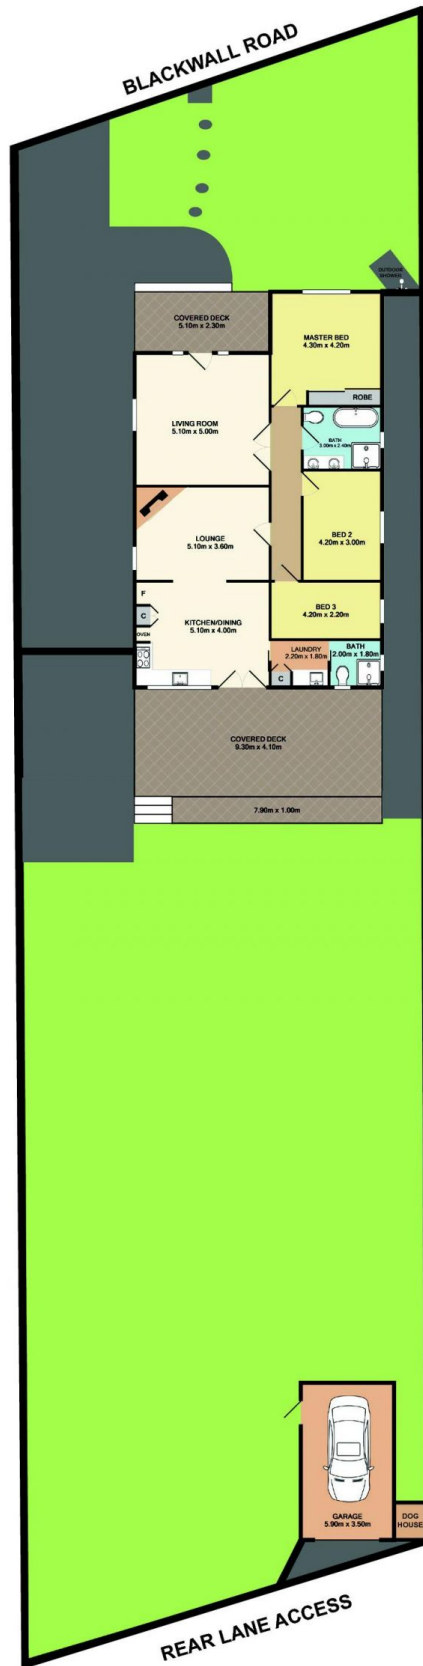 BLACKWALL ROAD
OUTDOOR
SHOWER
COVERED DECK
5.10m x 2.30m
MASTER BED
4.30m x 4.20m
ROBE
LIVING ROOM
5.10m x 5.00m
BATH
3.00m x 2.40m
LOUNGE
5.10m x 3.60m
BED 2
4.20m x 3.00m
F
C
OVEN
KITCHEN/DINING
5.10m x 4.00m
BED 3
4.20m x 2.20m
LAUNDRY
2.20m x 1.80m
C
BATH
2.00m x 1.80m
COVERED DECK
9.30m x 4.10m
7.90m x 1.00m
GARAGE
5.90m x 3.50m
DOG
HOUSE
REAR LANE ACCESS